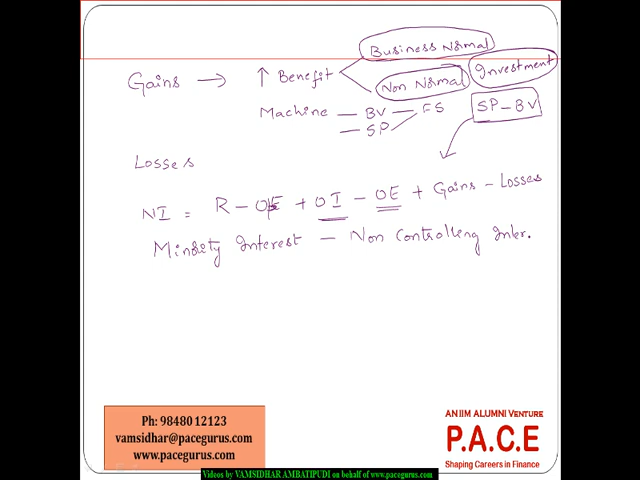 Business Normal
Gains → ↑ Benefit
Non Normal Investment
Machine — BV — FS
— SP
SP - BV
Losses
NI = R - OE + OI - OE + Gains - Losses
Minority Interest - Non Controlling Inter.
Ph: 98480 12123
vamsidhar@pacegurus.com
www.pacegurus.com
AN IIM ALUMNI VENTURE
P.A.C.E
Shaping Careers in Finance
Videos by VAMSIDHAR AMBATIPUDI on behalf of www.pacegurus.com